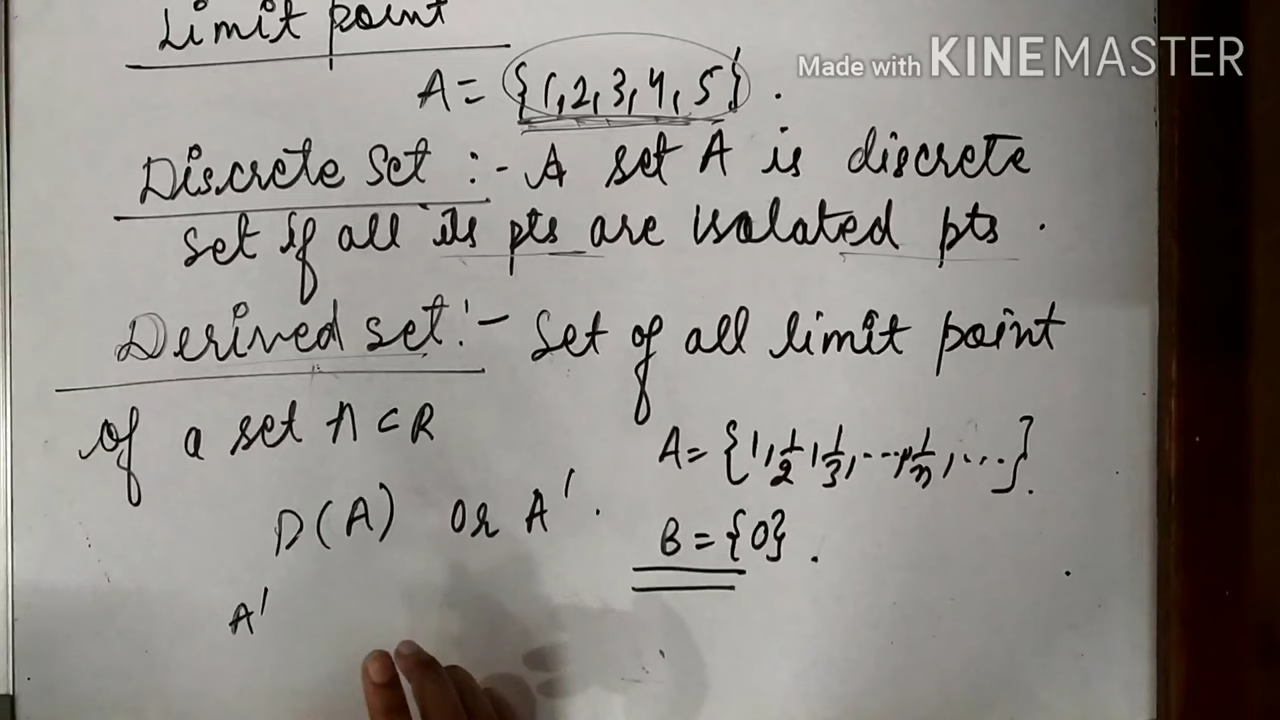 Limit point
Made with KINEMASTER
A = {1, 2, 3, 4, 5} .
Discrete set :- A set A is discrete
set if all its pts are isolated pts .
Derived set :- Set of all limit point
of a set A ⊂ R
A = {1, 1/2, 1/3, ..., 1/n, ...}.
D(A) or A' .
B = {0} .
A'